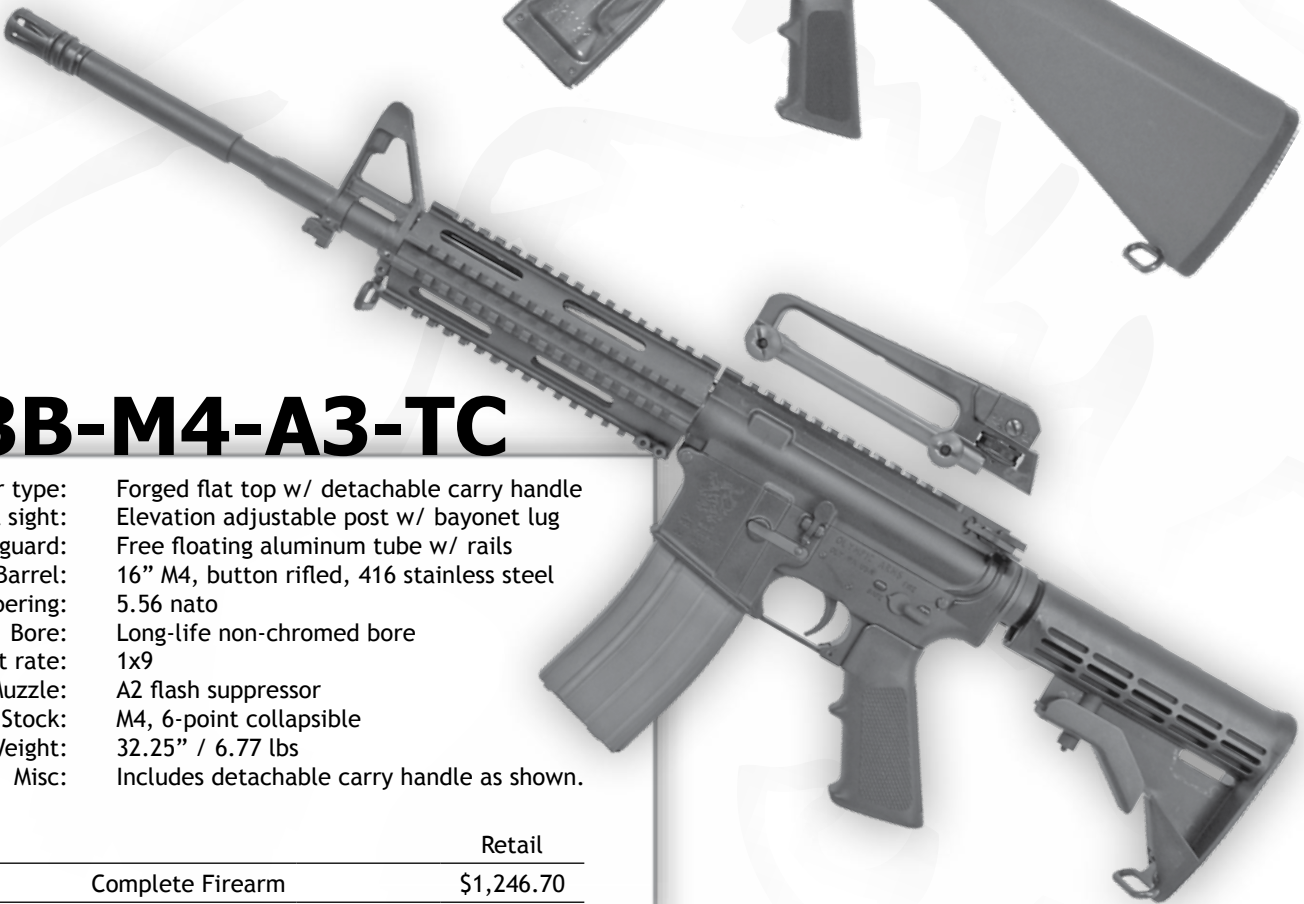 3B-M4-A3-TC
r type: Forged flat top w/ detachable carry handle
sight: Elevation adjustable post w/ bayonet lug
guard: Free floating aluminum tube w/ rails
Barrel: 16” M4, button rifled, 416 stainless steel
bering: 5.56 nato
Bore: Long-life non-chromed bore
t rate: 1x9
Muzzle: A2 flash suppressor
Stock: M4, 6-point collapsible
Weight: 32.25” / 6.77 lbs
Misc: Includes detachable carry handle as shown.
Retail
Complete Firearm $1,246.70